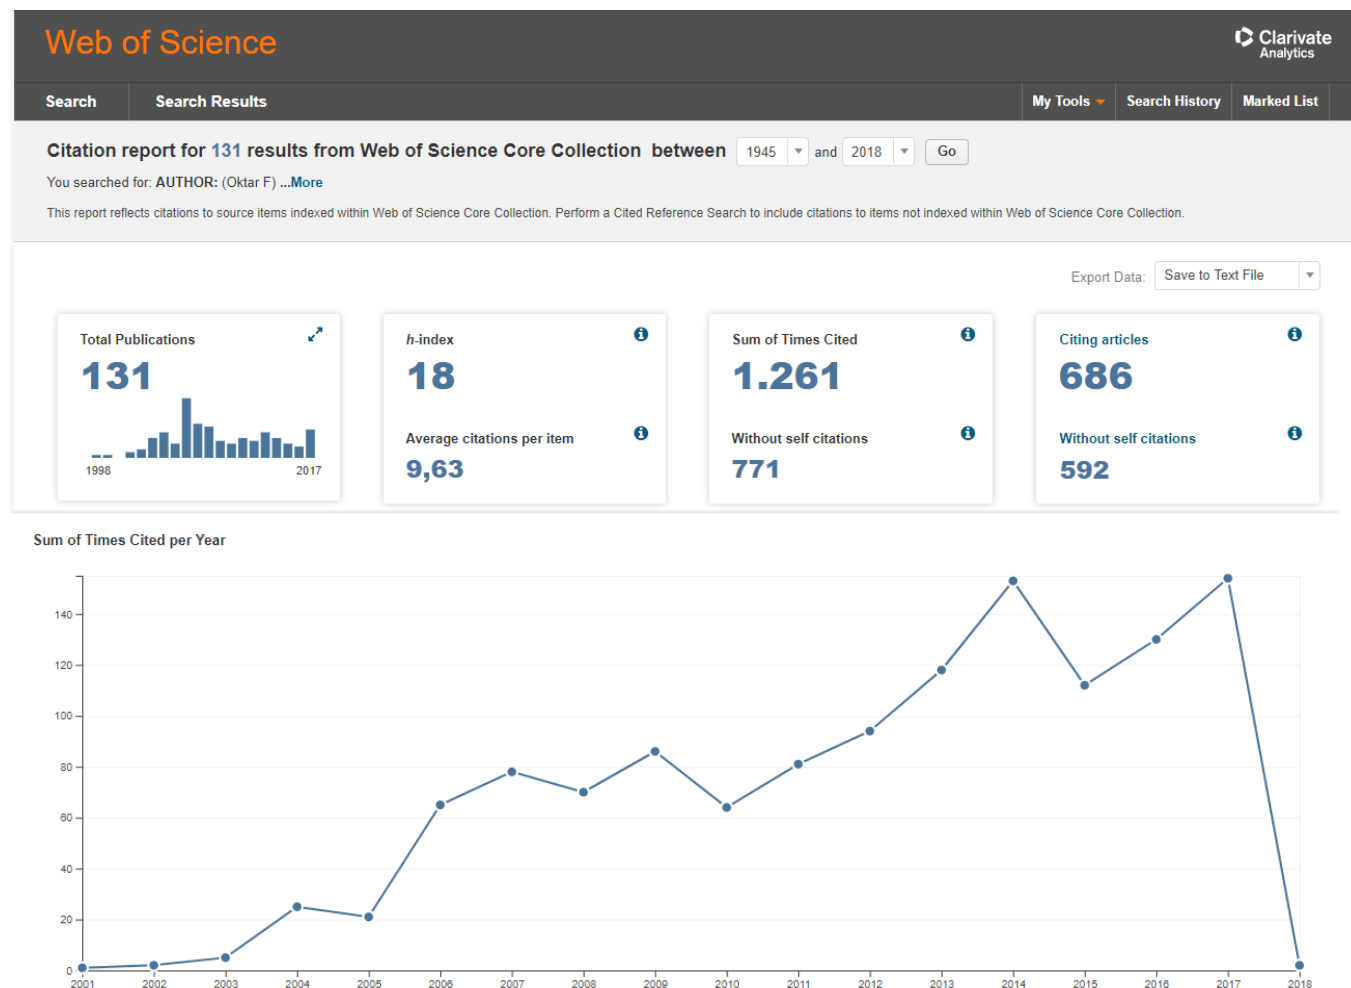 Web of Science
Clarivate
Analytics
Search Search Results My Tools Search History Marked List
Citation report for 131 results from Web of Science Core Collection between 1945 and 2018 Go
You searched for: AUTHOR: (Oktar F) ...More
This report reflects citations to source items indexed within Web of Science Core Collection. Perform a Cited Reference Search to include citations to items not indexed within Web of Science Core Collection.
Export Data: Save to Text File
Total Publications
131
1998 2017
h-index
18
Average citations per item
9,63
Sum of Times Cited
1.261
Without self citations
771
Citing articles
686
Without self citations
592
Sum of Times Cited per Year
140
120
100
80
60
40
20
0
2001 2002 2003 2004 2005 2006 2007 2008 2009 2010 2011 2012 2013 2014 2015 2016 2017 2018